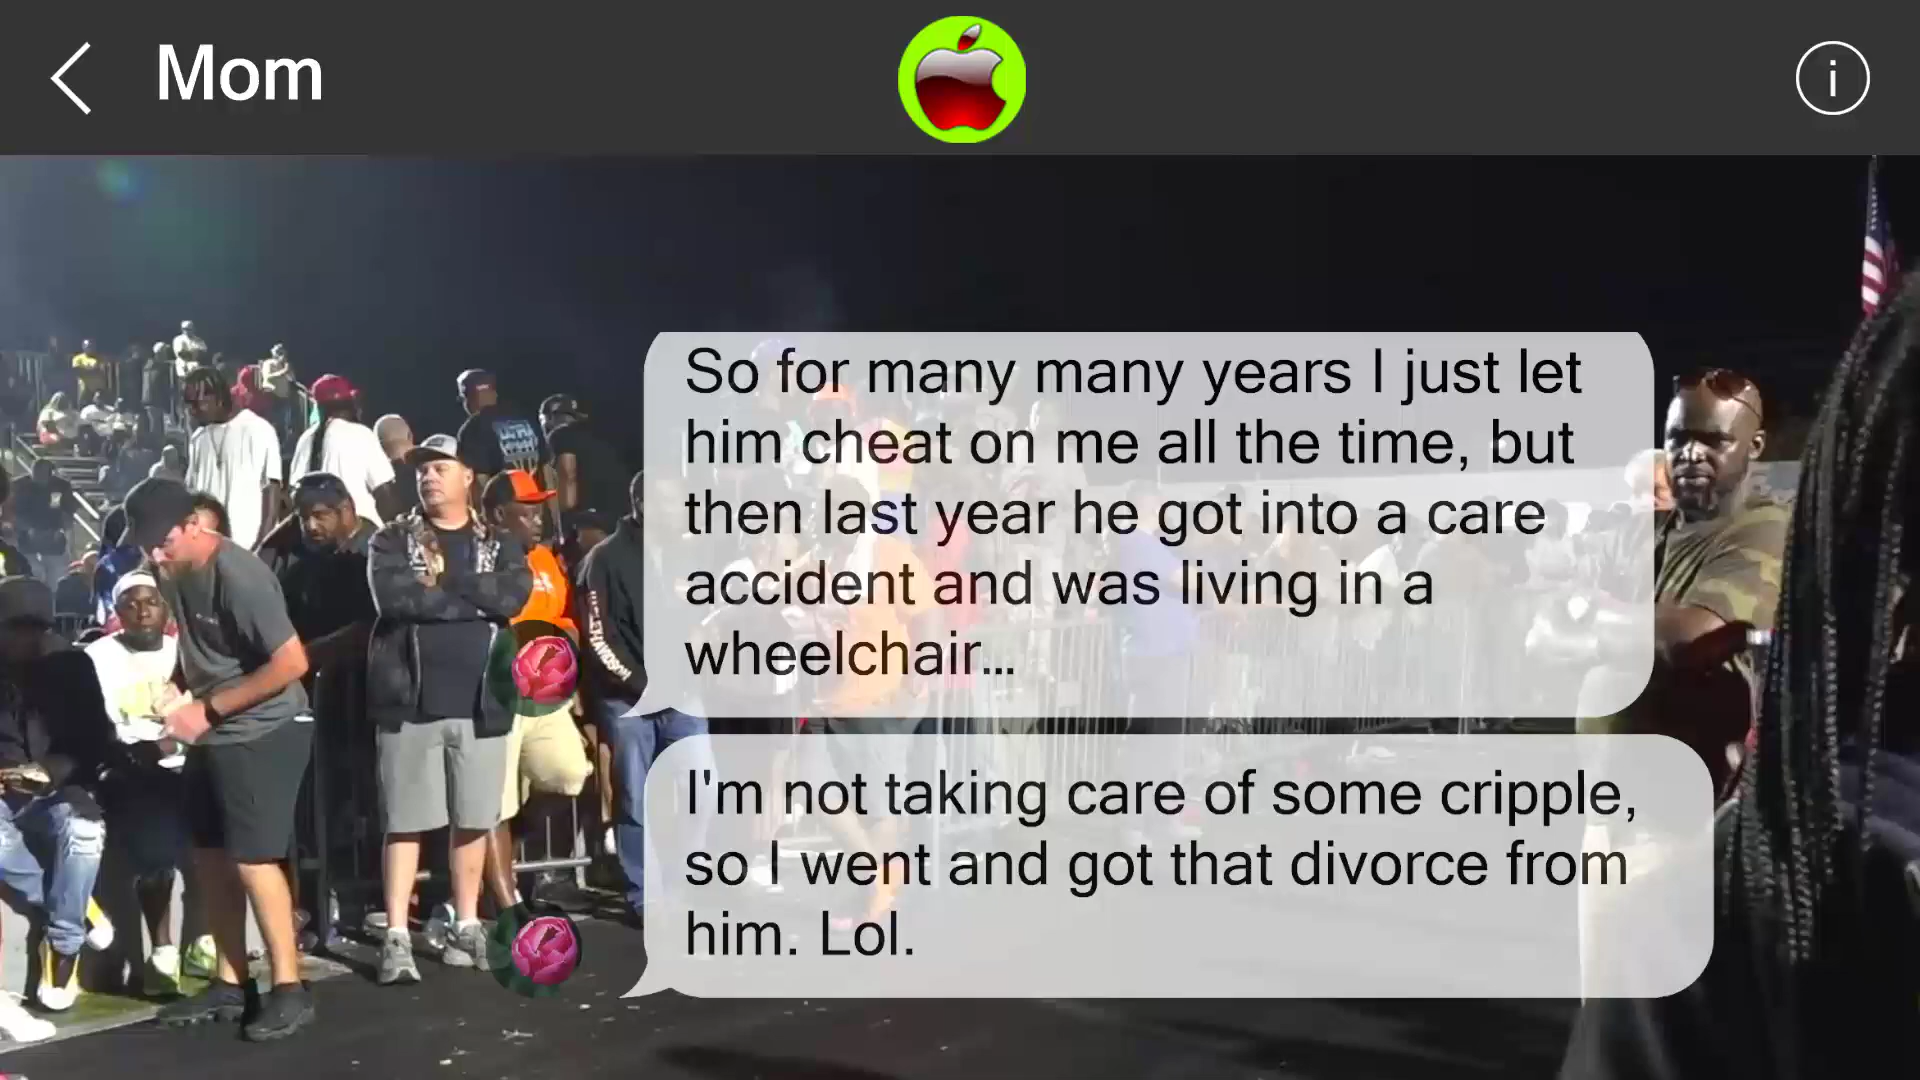 Mom
So for many many years I just let
him cheat on me all the time, but
then last year he got into a care
accident and was living in a
wheelchair...
I'm not taking care of some cripple,
so I went and got that divorce from
him. Lol.